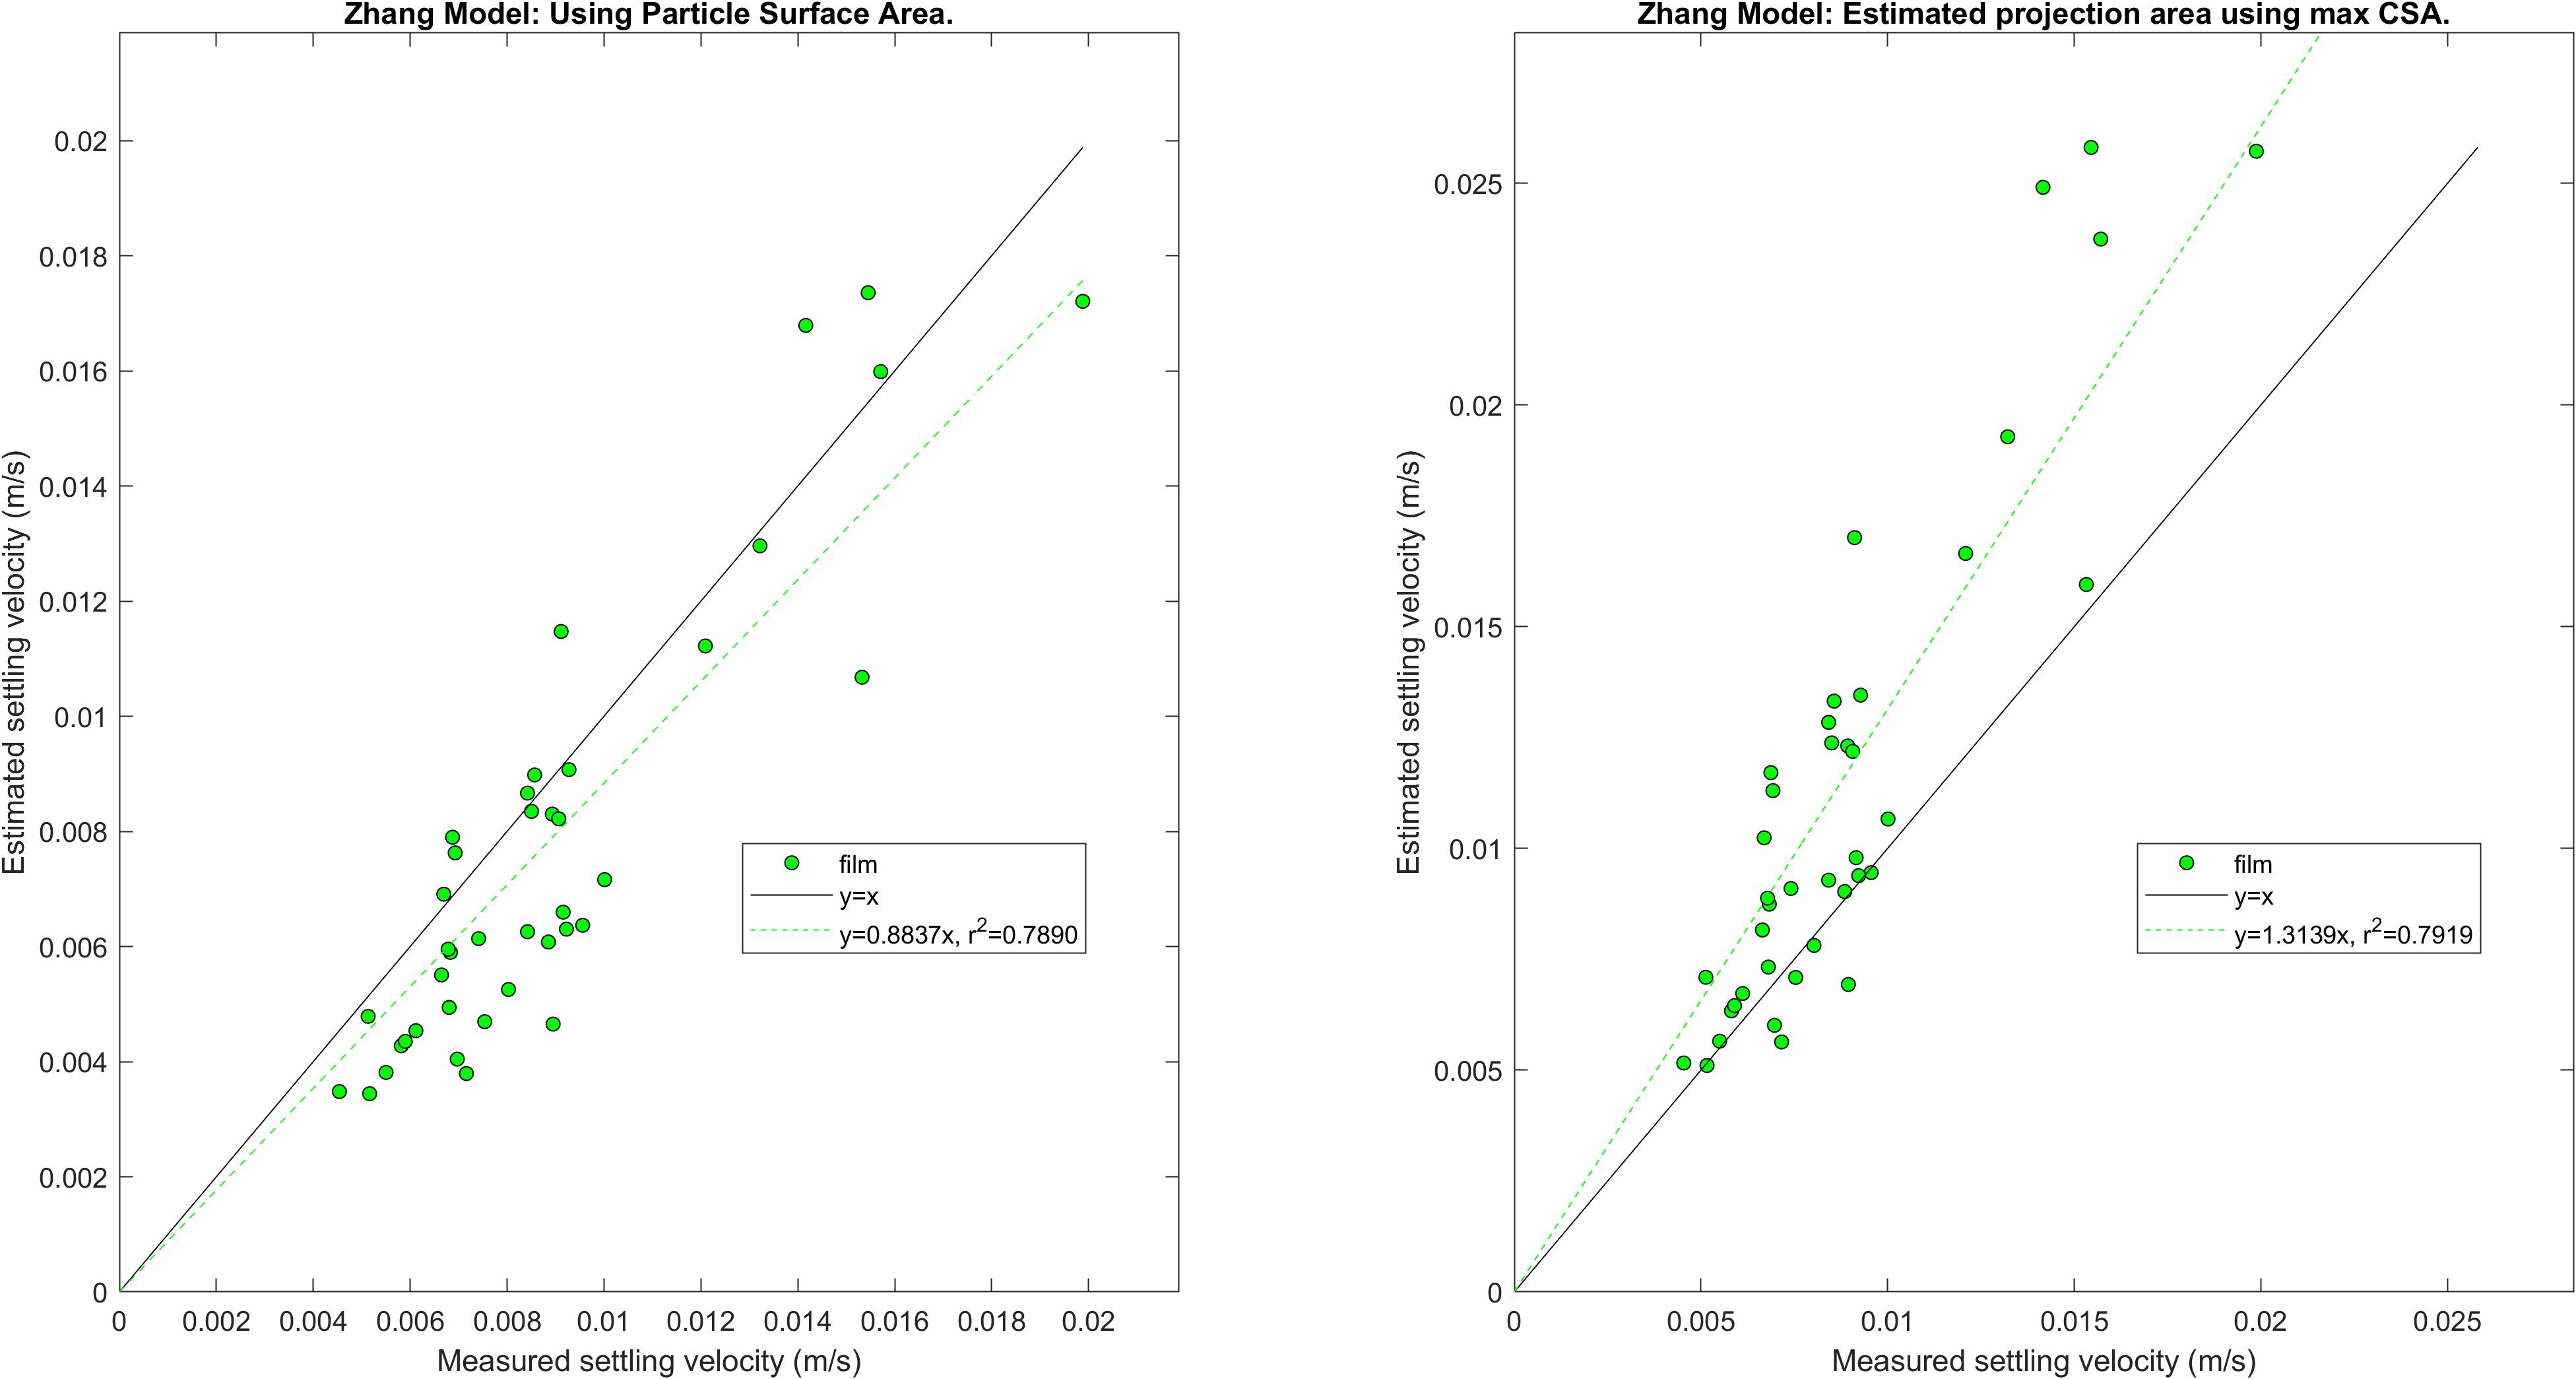 Zhang Model: Using Particle Surface Area.
Estimated settling velocity (m/s)
0.02
0.018
0.016
0.014
0.012
0.01
0.008
0.006
0.004
0.002
0
film
y=x
y=0.8837x, r²=0.7890
0 0.002 0.004 0.006 0.008 0.01 0.012 0.014 0.016 0.018 0.02
Measured settling velocity (m/s)
Zhang Model: Estimated projection area using max CSA.
Estimated settling velocity (m/s)
0.025
0.02
0.015
0.01
0.005
0
film
y=x
y=1.3139x, r²=0.7919
0 0.005 0.01 0.015 0.02 0.025
Measured settling velocity (m/s)